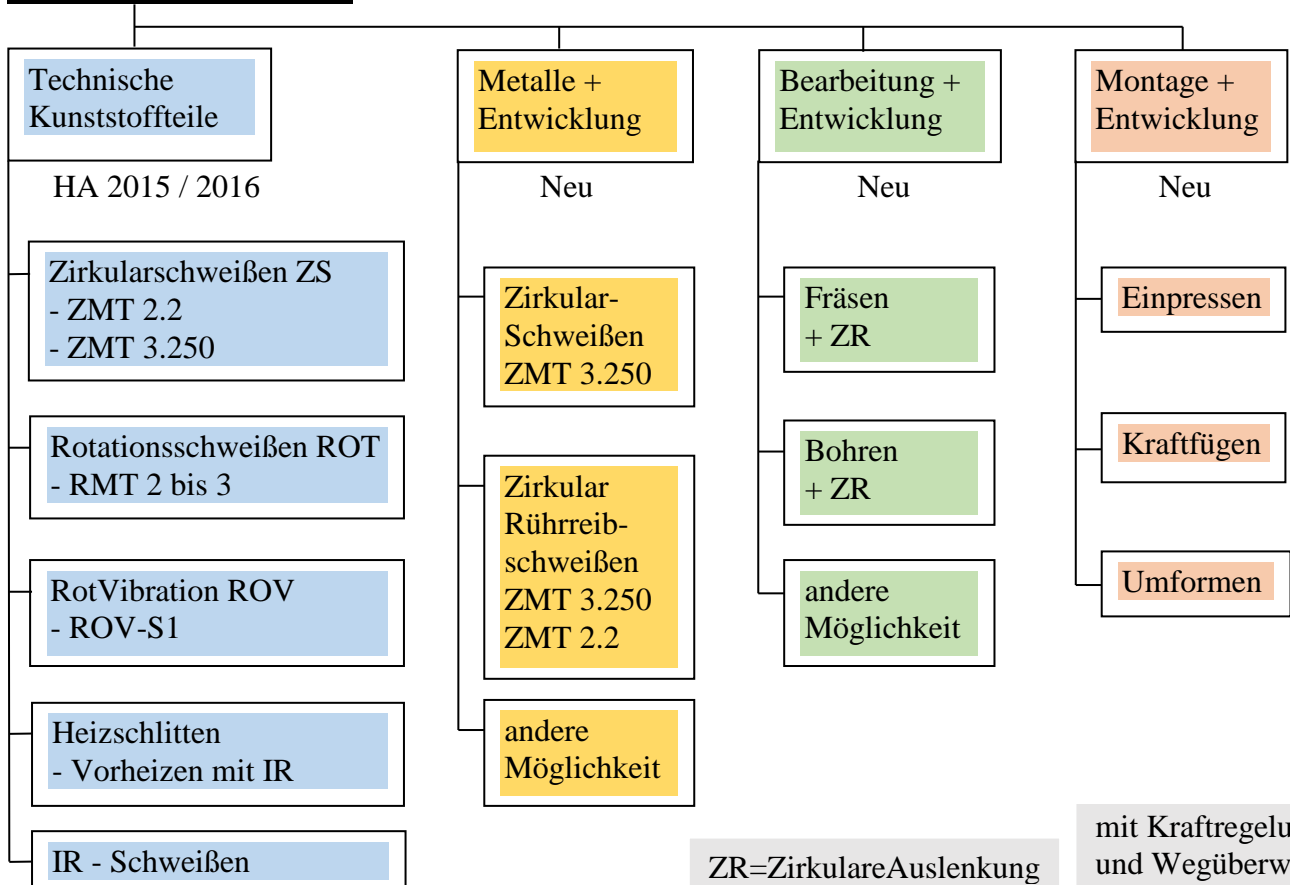 Technische
Kunststoffteile
HA 2015 / 2016
Zirkularschweißen ZS
- ZMT 2.2
- ZMT 3.250
Rotationsschweißen ROT
- RMT 2 bis 3
RotVibration ROV
- ROV-S1
Heizschlitten
- Vorheizen mit IR
IR - Schweißen
Metalle +
Entwicklung
Neu
Zirkular-
Schweißen
ZMT 3.250
Zirkular
Rührreib-
schweißen
ZMT 3.250
ZMT 2.2
andere
Möglichkeit
Bearbeitung +
Entwicklung
Neu
Fräsen
+ ZR
Bohren
+ ZR
andere
Möglichkeit
ZR=ZirkulareAuslenkung
Montage +
Entwicklung
Neu
Einpressen
Kraftfügen
Umformen
mit Kraftregelu
und Wegüberw